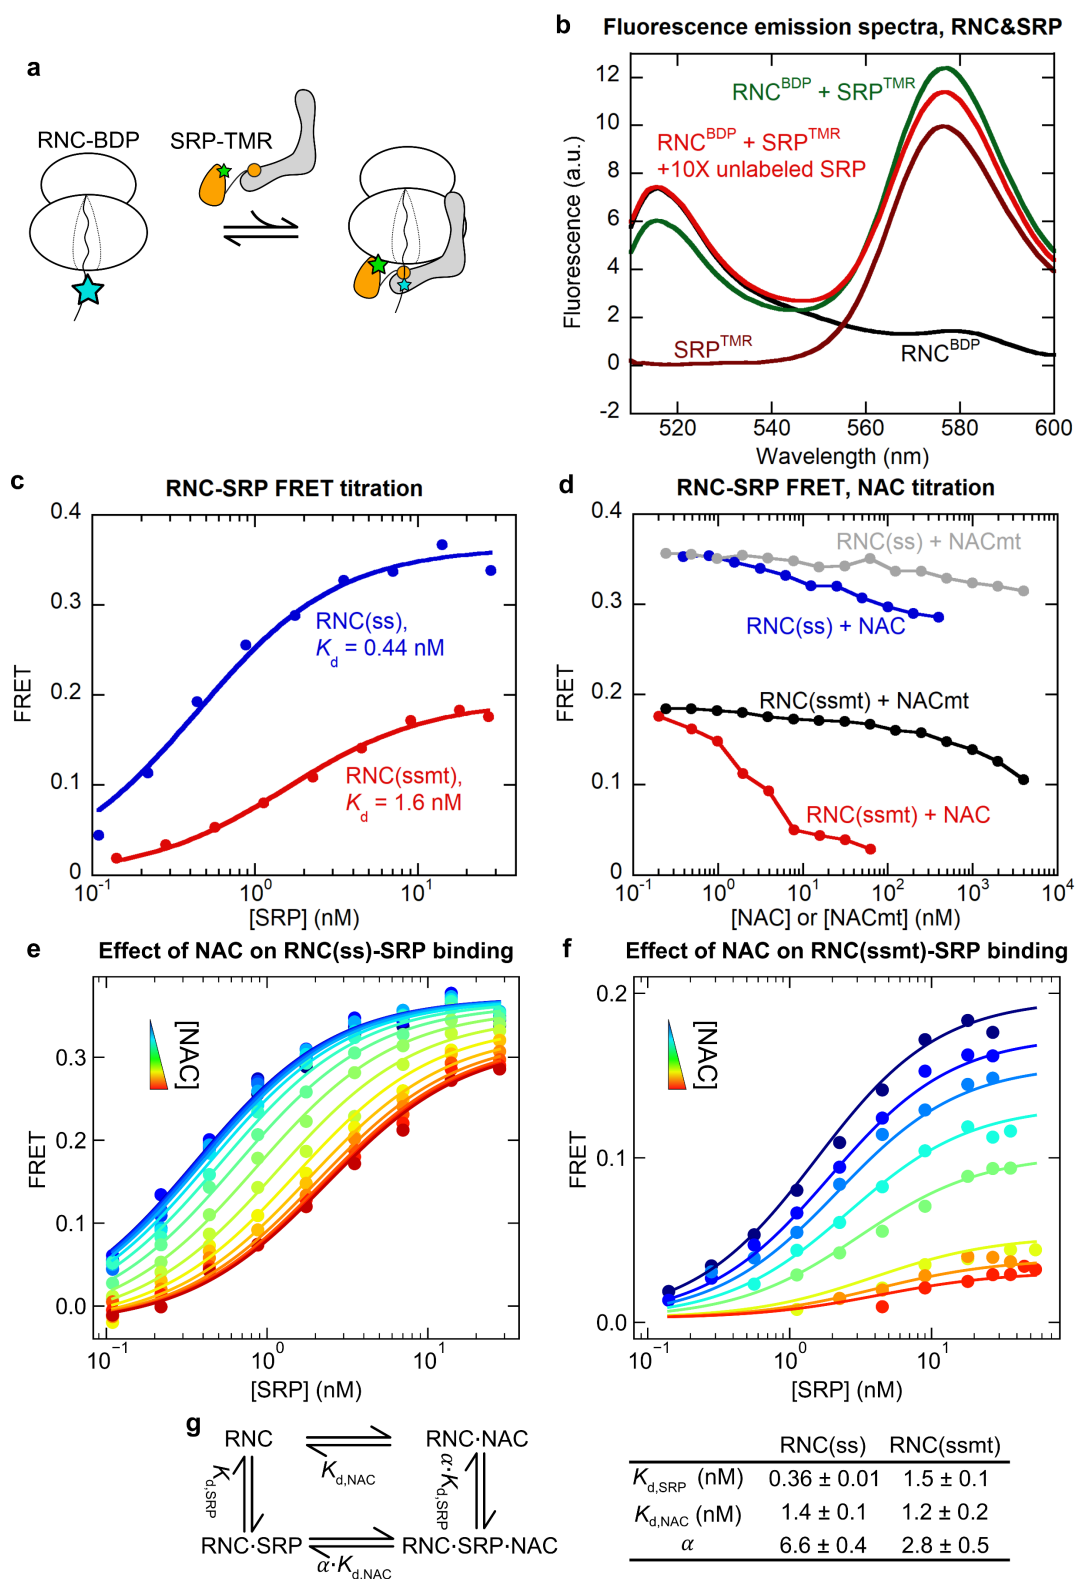 a
RNC-BDP
SRP-TMR
b
Fluorescence emission spectra, RNC&SRP
Fluorescence (a.u.)
12
10
8
6
4
2
0
-2
RNC^BDP + SRP^TMR
RNC^BDP + SRP^TMR
+10X unlabeled SRP
SRP^TMR
RNC^BDP
520 540 560 580 600
Wavelength (nm)
c
RNC-SRP FRET titration
FRET
0.4
0.3
0.2
0.1
0
RNC(ss),
K_d = 0.44 nM
RNC(ssmt),
K_d = 1.6 nM
10^−1 10^0 10^1
[SRP] (nM)
d
RNC-SRP FRET, NAC titration
FRET
0.4
0.3
0.2
0.1
0
RNC(ss) + NACmt
RNC(ss) + NAC
RNC(ssmt) + NACmt
RNC(ssmt) + NAC
10^−1 10^0 10^1 10^2 10^3 10^4
[NAC] or [NACmt] (nM)
e
Effect of NAC on RNC(ss)-SRP binding
[NAC]
FRET
0.3
0.2
0.1
0.0
10^−1 10^0 10^1
[SRP] (nM)
f
Effect of NAC on RNC(ssmt)-SRP binding
[NAC]
FRET
0.2
0.1
0.0
10^−1 10^0 10^1
[SRP] (nM)
g
RNC
RNC·NAC
K_d,NAC
K_d,SRP
α·K_d,SRP
RNC·SRP
RNC·SRP·NAC
α·K_d,NAC
RNC(ss) RNC(ssmt)
K_d,SRP (nM) 0.36 ± 0.01 1.5 ± 0.1
K_d,NAC (nM) 1.4 ± 0.1 1.2 ± 0.2
α 6.6 ± 0.4 2.8 ± 0.5